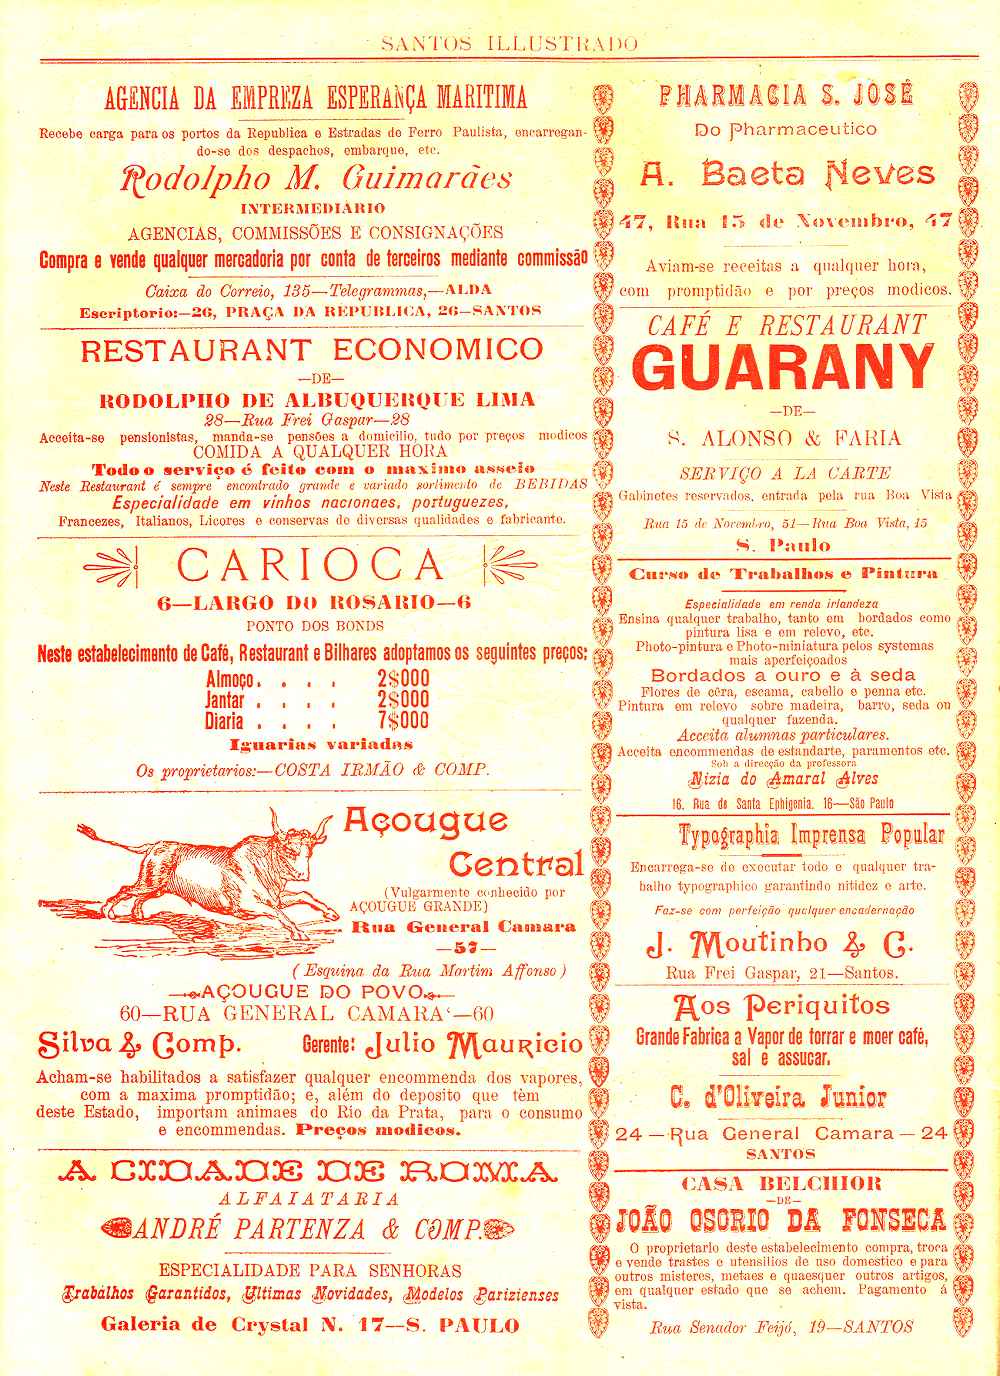 SANTOS ILLUSTRADO
AGENCIA DA EMPREZA ESPERANÇA MARITIMA
Recebe carga para os portos da Republica e Estradas de Ferro Paulista, encarregan-
do-se dos despachos, embarque, etc.
Rodolpho M. Guimarães
INTERMEDIARIO
AGENCIAS, COMMISSÕES E CONSIGNAÇÕES
Compra e vende qualquer mercadoria por conta de terceiros mediante commissão
Caixa do Correio, 135—Telegrammas,—ALDA
Escriptorio:—26, PRAÇA DA REPUBLICA, 26—SANTOS
RESTAURANT ECONOMICO
—DE—
RODOLPHO DE ALBUQUERQUE LIMA
28—Rua Frei Gaspar—28
Acceita-se pensionistas, manda-se pensões a domicilio, tudo por preços modicos
COMIDA A QUALQUER HORA
Todo o serviço é feito com o maximo asseio
Neste Restaurant é sempre encontrado grande e variado sortimento de BEBIDAS
Especialidade em vinhos nacionaes, portuguezes,
Francezes, Italianos, Licores e conservas de diversas qualidades e fabricante.
CARIOCA
6—LARGO DO ROSARIO—6
PONTO DOS BONDS
Neste estabelecimento de Café, Restaurant e Bilhares adoptamos os seguintes preços:
Almoço. . . . . 2$000
Jantar . . . . 2$000
Diaria . . . . 7$000
Iguarias variadas
Os proprietarios:—COSTA IRMÃO & COMP.
Açougue
Central
(Vulgarmente conhecido por
AÇOUGUE GRANDE)
Rua General Camara
—57—
(Esquina da Rua Martim Affonso)
AÇOUGUE DO POVO
60—RUA GENERAL CAMARA—60
Silva & Comp. Gerente: Julio Mauricio
Acham-se habilitados a satisfazer qualquer encommenda dos vapores,
com a maxima promptidão; e, além do deposito que têm
deste Estado, importam animaes do Rio da Prata, para o consumo
e encommendas. Preços modicos.
A CIDADE DE ROMA
ALFAIATARIA
ANDRÉ PARTENZA & COMP.
ESPECIALIDADE PARA SENHORAS
Trabalhos Garantidos, Ultimas Novidades, Modelos Parizienses
Galeria de Crystal N. 17—S. PAULO
PHARMACIA S. JOSÉ
Do Pharmaceutico
A. Baeta Neves
47, Rua 15 de Novembro, 47
Aviam-se receitas a qualquer hora,
com promptidão e por preços modicos.
CAFÉ E RESTAURANT
GUARANY
—DE—
S. ALONSO & FARIA
SERVIÇO A LA CARTE
Gabinetes reservados, entrada pela rua Boa Vista
Rua 15 de Novembro, 51—Rua Boa Vista, 15
S. Paulo
Curso de Trabalhos e Pintura
Especialidade em renda irlandeza
Ensina qualquer trabalho, tanto em bordados como
pintura lisa e em relevo, etc.
Photo-pintura e Photo-miniatura pelos systemas
mais aperfeiçoados
Bordados a ouro e à seda
Flores de cêra, escama, cabello e penna etc.
Pintura em relevo sobre madeira, barro, seda ou
qualquer fazenda.
Acceita alumnas particulares.
Acceita encommendas de estandarte, paramentos etc.
Sob a direcção da professora
Nizia do Amaral Alves
16, Rua de Santa Ephigenia, 16—São Paulo
Typographia Imprensa Popular
Encarrega-se de executar todo e qualquer tra-
balho typographico garantindo nitidez e arte.
Faz-se com perfeição qualquer encadernação
J. Moutinho & C.
Rua Frei Gaspar, 21—Santos.
Aos Periquitos
Grande Fabrica a Vapor de torrar e moer café,
sal e assucar.
C. d'Oliveira Junior
24—Rua General Camara—24
SANTOS
CASA BELCHIOR
—DE—
JOÃO OSORIO DA FONSECA
O proprietario deste estabelecimento compra, troca
e vende trastes e utensilios de uso domestico e para
outros misteres, metaes e quaesquer outros artigos,
em qualquer estado que se achem. Pagamento á
vista.
Rua Senador Feijó, 19—SANTOS